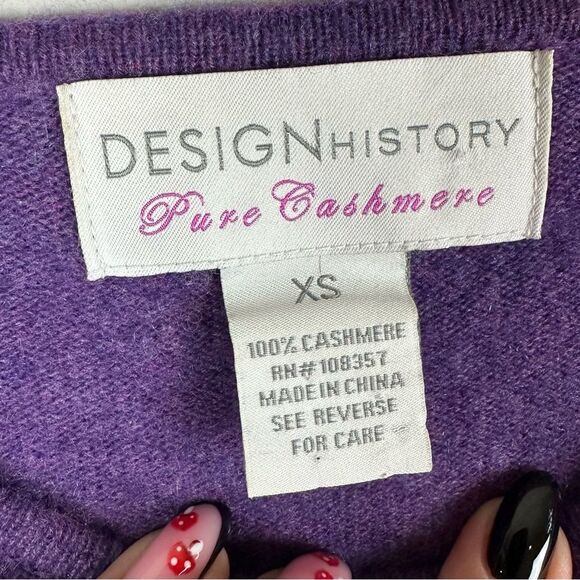 DESIGNHISTORY
Pure Cashmere
XS
100% CASHMERE
RN#108357
MADE IN CHINA
SEE REVERSE
FOR CARE